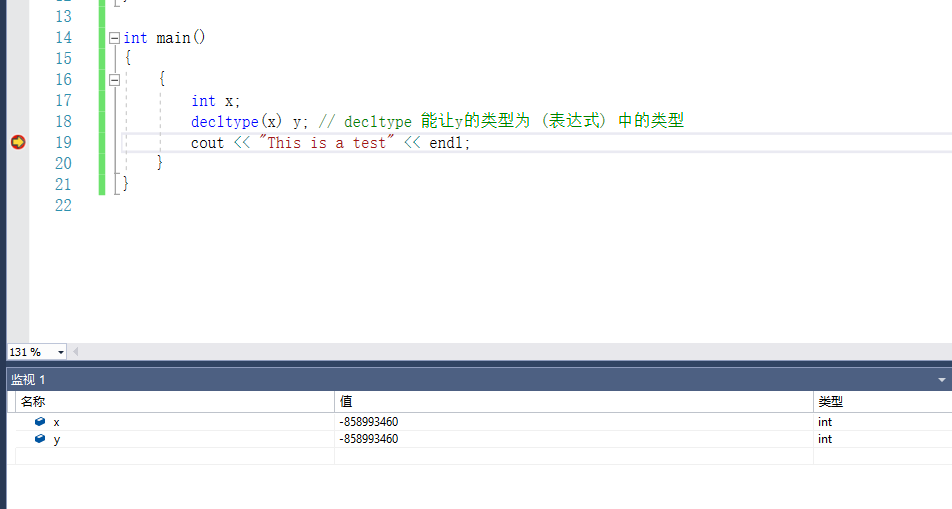 13
14 int main()
15 {
16 {
17 int x;
18 decltype(x) y; // decltype 能让y的类型为 (表达式) 中的类型
19 cout << "This is a test" << endl;
20 }
21 }
22
131 %
监视 1
名称 值 类型
x -858993460 int
y -858993460 int